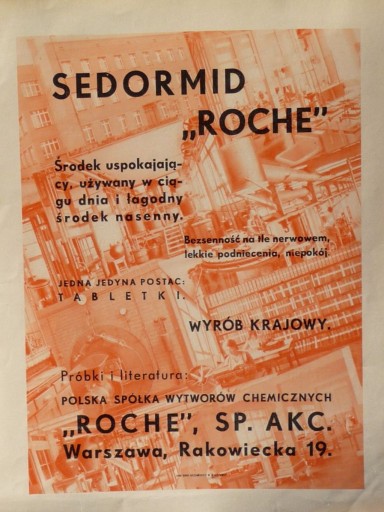 SEDORMID
„ROCHE”
Środek uspokajają-
cy, używany w cią-
gu dnia i łagodny
środek nasenny.
Bezsenność na tle nerwowem,
lekkie podniecenia, niepokój.
JEDNA JEDYNA POSTAĆ:
TABLETKI.
WYRÓB KRAJOWY.
Próbki i literatura:
POLSKA SPÓŁKA WYTWORÓW CHEMICZNYCH
„ROCHE”, SP. AKC.
Warszawa, Rakowiecka 19.